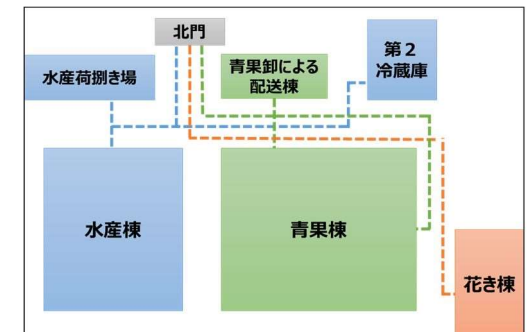 北門
水産荷捌き場
青果卸による
配送棟
第２
冷蔵庫
水産棟
青果棟
花き棟